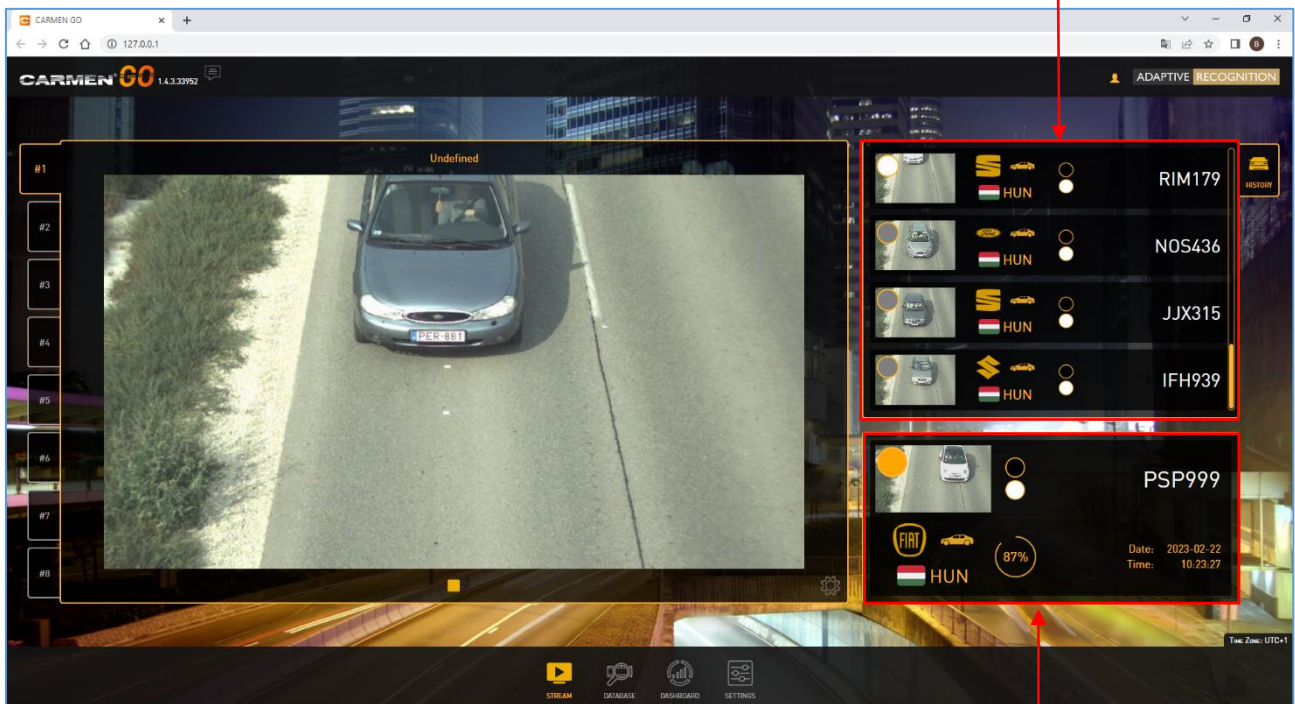 CARMEN GO
127.0.0.1
B
CARMEN GO 1.4.3.33952
ADAPTIVE RECOGNITION
#1
#2
#3
#4
#5
#6
#7
#8
Undefined
PER-881
HUN
RIM179
HISTORY
Ford
HUN
NOS436
HUN
JJX315
HUN
IFH939
PSP999
FIAT
HUN
87%
Date: 2023-02-22
Time: 10:23:27
TIME ZONE: UTC+1
STREAM
DATABASE
DASHBOARD
SETTINGS